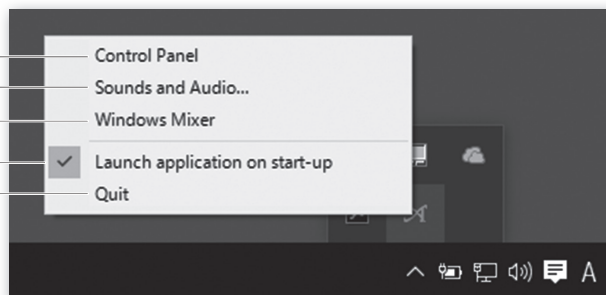 Control Panel
Sounds and Audio...
Windows Mixer
Launch application on start-up
Quit
A